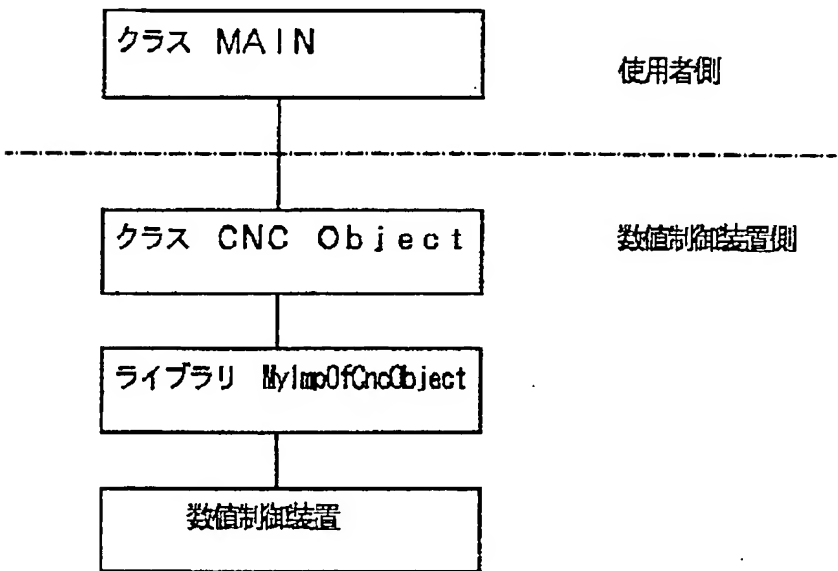 クラス MAIN
使用者側
クラス CNC Object
数値制御装置側
ライブラリ MyImpOfCncObject
数値制御装置